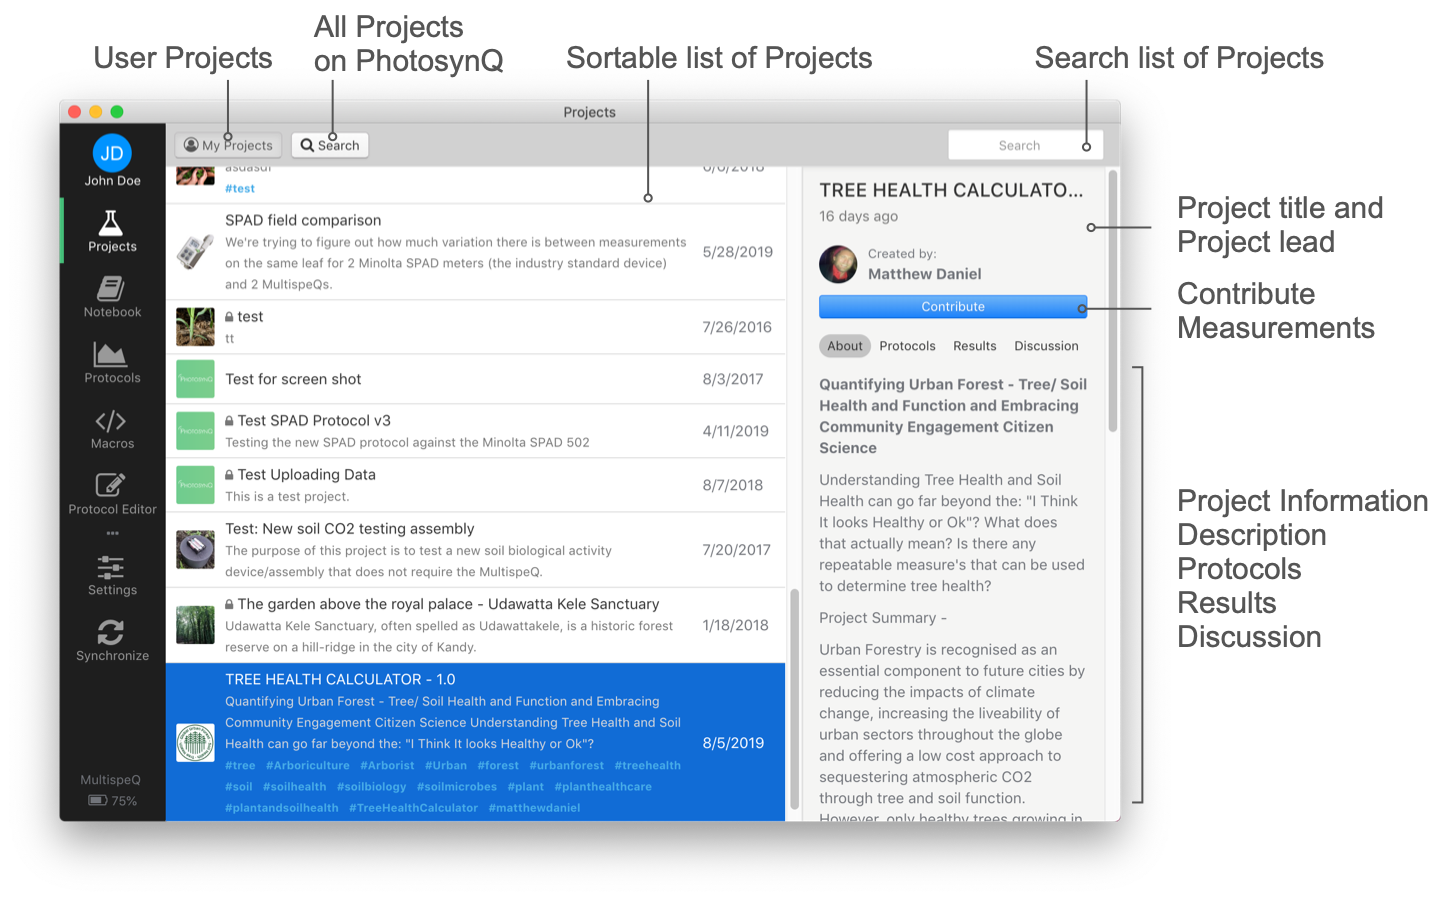 User Projects
All Projects
on PhotosynQ
Sortable list of Projects
Search list of Projects
Projects
JD
John Doe
Projects
Notebook
Protocols
Macros
Protocol Editor
Settings
Synchronize
MultispeQ
75%
My Projects
Search
Search
asdasdf
#test
SPAD field comparison
We're trying to figure out how much variation there is between measurements
on the same leaf for 2 Minolta SPAD meters (the industry standard device)
and 2 MultispeQs.
5/28/2019
test
tt
7/26/2016
PHOTOSYNQ
Test for screen shot
8/3/2017
PHOTOSYNQ
Test SPAD Protocol v3
Testing the new SPAD protocol against the Minolta SPAD 502
4/11/2019
PHOTOSYNQ
Test Uploading Data
This is a test project.
8/7/2018
Test: New soil CO2 testing assembly
The purpose of this project is to test a new soil biological activity
device/assembly that does not require the MultispeQ.
7/20/2017
The garden above the royal palace - Udawatta Kele Sanctuary
Udawatta Kele Sanctuary, often spelled as Udawattakele, is a historic forest
reserve on a hill-ridge in the city of Kandy.
1/18/2018
TREE HEALTH CALCULATOR - 1.0
Quantifying Urban Forest - Tree/ Soil Health and Function and Embracing
Community Engagement Citizen Science Understanding Tree Health and Soil
Health can go far beyond the: "I Think It looks Healthy or Ok"?
#tree #Arboriculture #Arborist #Urban #forest #urbanforest #treehealth
#soil #soilhealth #soilbiology #soilmicrobes #plant #planthealthcare
#plantandsoilhealth #TreeHealthCalculator #matthewdaniel
8/5/2019
TREE HEALTH CALCULATO...
16 days ago
Created by:
Matthew Daniel
Contribute
About Protocols Results Discussion
Quantifying Urban Forest - Tree/ Soil
Health and Function and Embracing
Community Engagement Citizen
Science
Understanding Tree Health and Soil
Health can go far beyond the: "I Think
It looks Healthy or Ok"? What does
that actually mean? Is there any
repeatable measure's that can be used
to determine tree health?
Project Summary -
Urban Forestry is recognised as an
essential component to future cities by
reducing the impacts of climate
change, increasing the liveability of
urban sectors throughout the globe
and offering a low cost approach to
sequestering atmospheric CO2
through tree and soil function.
However, only healthy trees growing in
Project title and
Project lead
Contribute
Measurements
Project Information
Description
Protocols
Results
Discussion